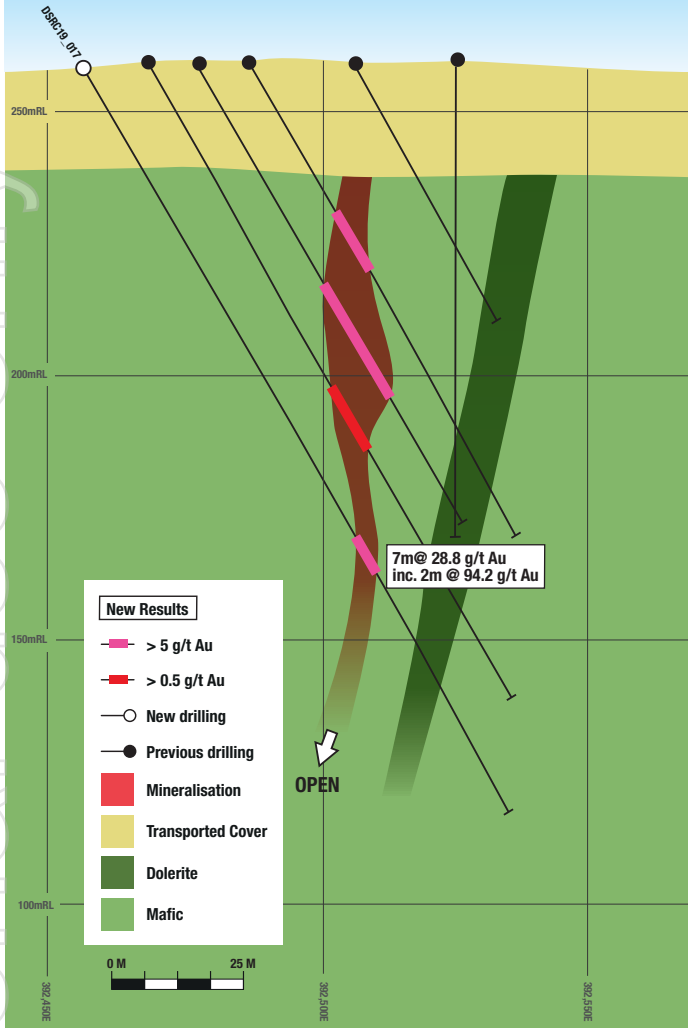 DSRC19_017
250mRL
200mRL
7m@ 28.8 g/t Au
inc. 2m @ 94.2 g/t Au
New Results
> 5 g/t Au
> 0.5 g/t Au
New drilling
Previous drilling
Mineralisation
Transported Cover
Dolerite
Mafic
150mRL
OPEN
100mRL
0 M 25 M
392,450E
392,500E
392,550E